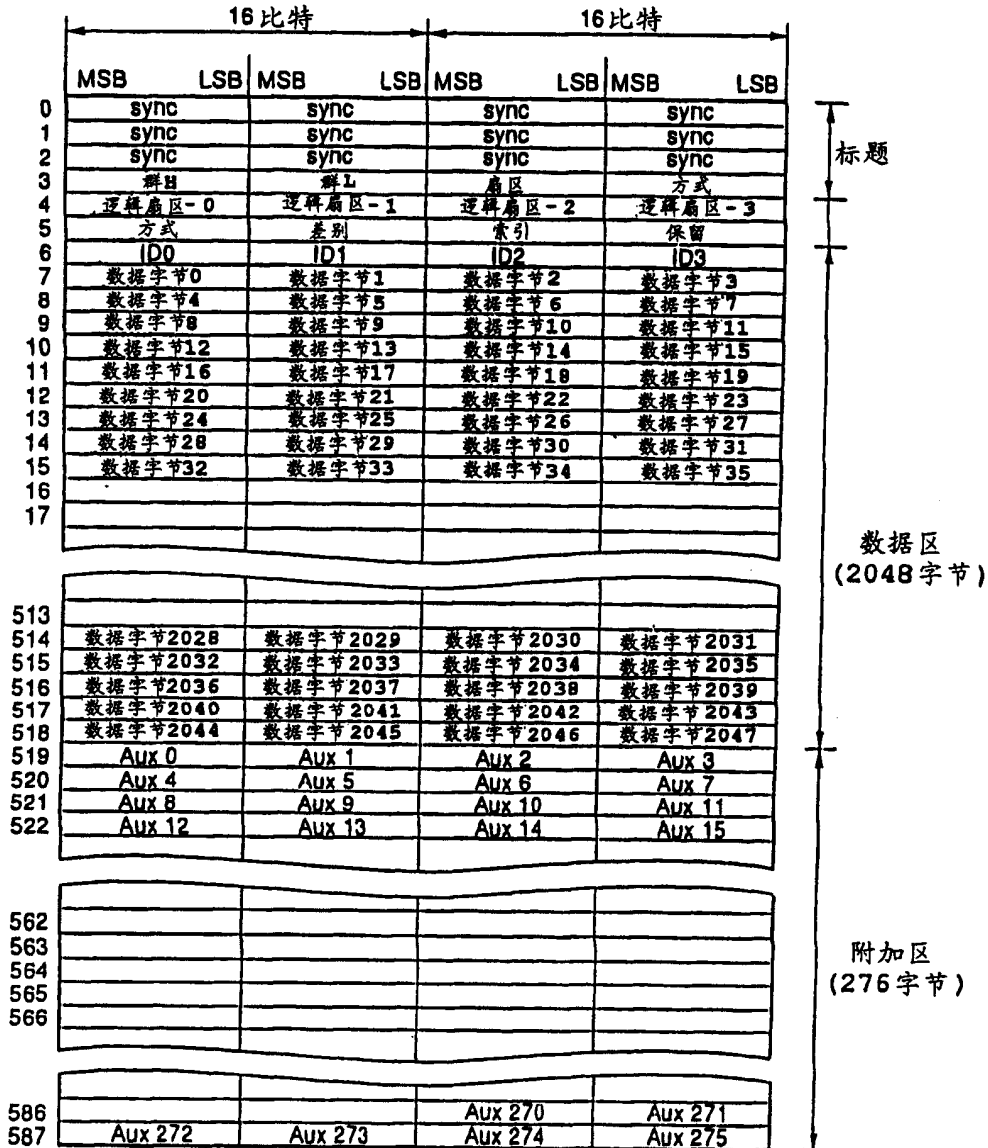 16比特 16比特
MSB LSB MSB LSB MSB LSB MSB LSB
0 sync sync sync sync
1 sync sync sync sync
2 sync sync sync sync
标题
3 群H 群L 扇区 方式
4 逻辑扇区-0 逻辑扇区-1 逻辑扇区-2 逻辑扇区-3
5 方式 差别 索引 保留
6 ID0 ID1 ID2 ID3
7 数据字节0 数据字节1 数据字节2 数据字节3
8 数据字节4 数据字节5 数据字节6 数据字节7
9 数据字节8 数据字节9 数据字节10 数据字节11
10 数据字节12 数据字节13 数据字节14 数据字节15
11 数据字节16 数据字节17 数据字节18 数据字节19
12 数据字节20 数据字节21 数据字节22 数据字节23
13 数据字节24 数据字节25 数据字节26 数据字节27
14 数据字节28 数据字节29 数据字节30 数据字节31
15 数据字节32 数据字节33 数据字节34 数据字节35
16
17
数据区
(2048字节)
513
514 数据字节2028 数据字节2029 数据字节2030 数据字节2031
515 数据字节2032 数据字节2033 数据字节2034 数据字节2035
516 数据字节2036 数据字节2037 数据字节2038 数据字节2039
517 数据字节2040 数据字节2041 数据字节2042 数据字节2043
518 数据字节2044 数据字节2045 数据字节2046 数据字节2047
519 Aux 0 Aux 1 Aux 2 Aux 3
520 Aux 4 Aux 5 Aux 6 Aux 7
521 Aux 8 Aux 9 Aux 10 Aux 11
522 Aux 12 Aux 13 Aux 14 Aux 15
562
563
564
565
566
附加区
(276字节)
586 Aux 270 Aux 271
587 Aux 272 Aux 273 Aux 274 Aux 275